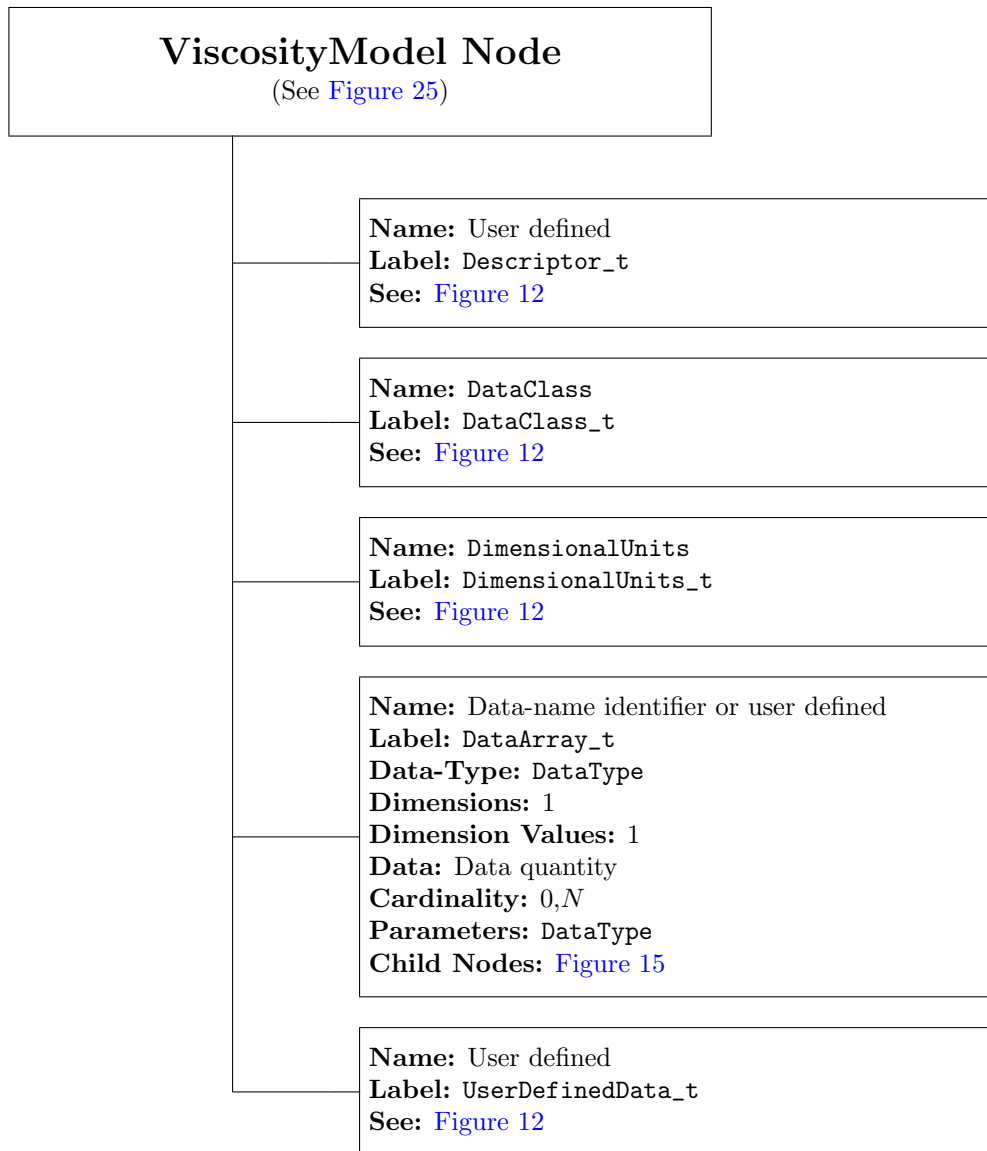 ViscosityModel Node
(See Figure 25)
Name: User defined
Label: Descriptor_t
See: Figure 12
Name: DataClass
Label: DataClass_t
See: Figure 12
Name: DimensionalUnits
Label: DimensionalUnits_t
See: Figure 12
Name: Data-name identifier or user defined
Label: DataArray_t
Data-Type: DataType
Dimensions: 1
Dimension Values: 1
Data: Data quantity
Cardinality: 0,N
Parameters: DataType
Child Nodes: Figure 15
Name: User defined
Label: UserDefinedData_t
See: Figure 12